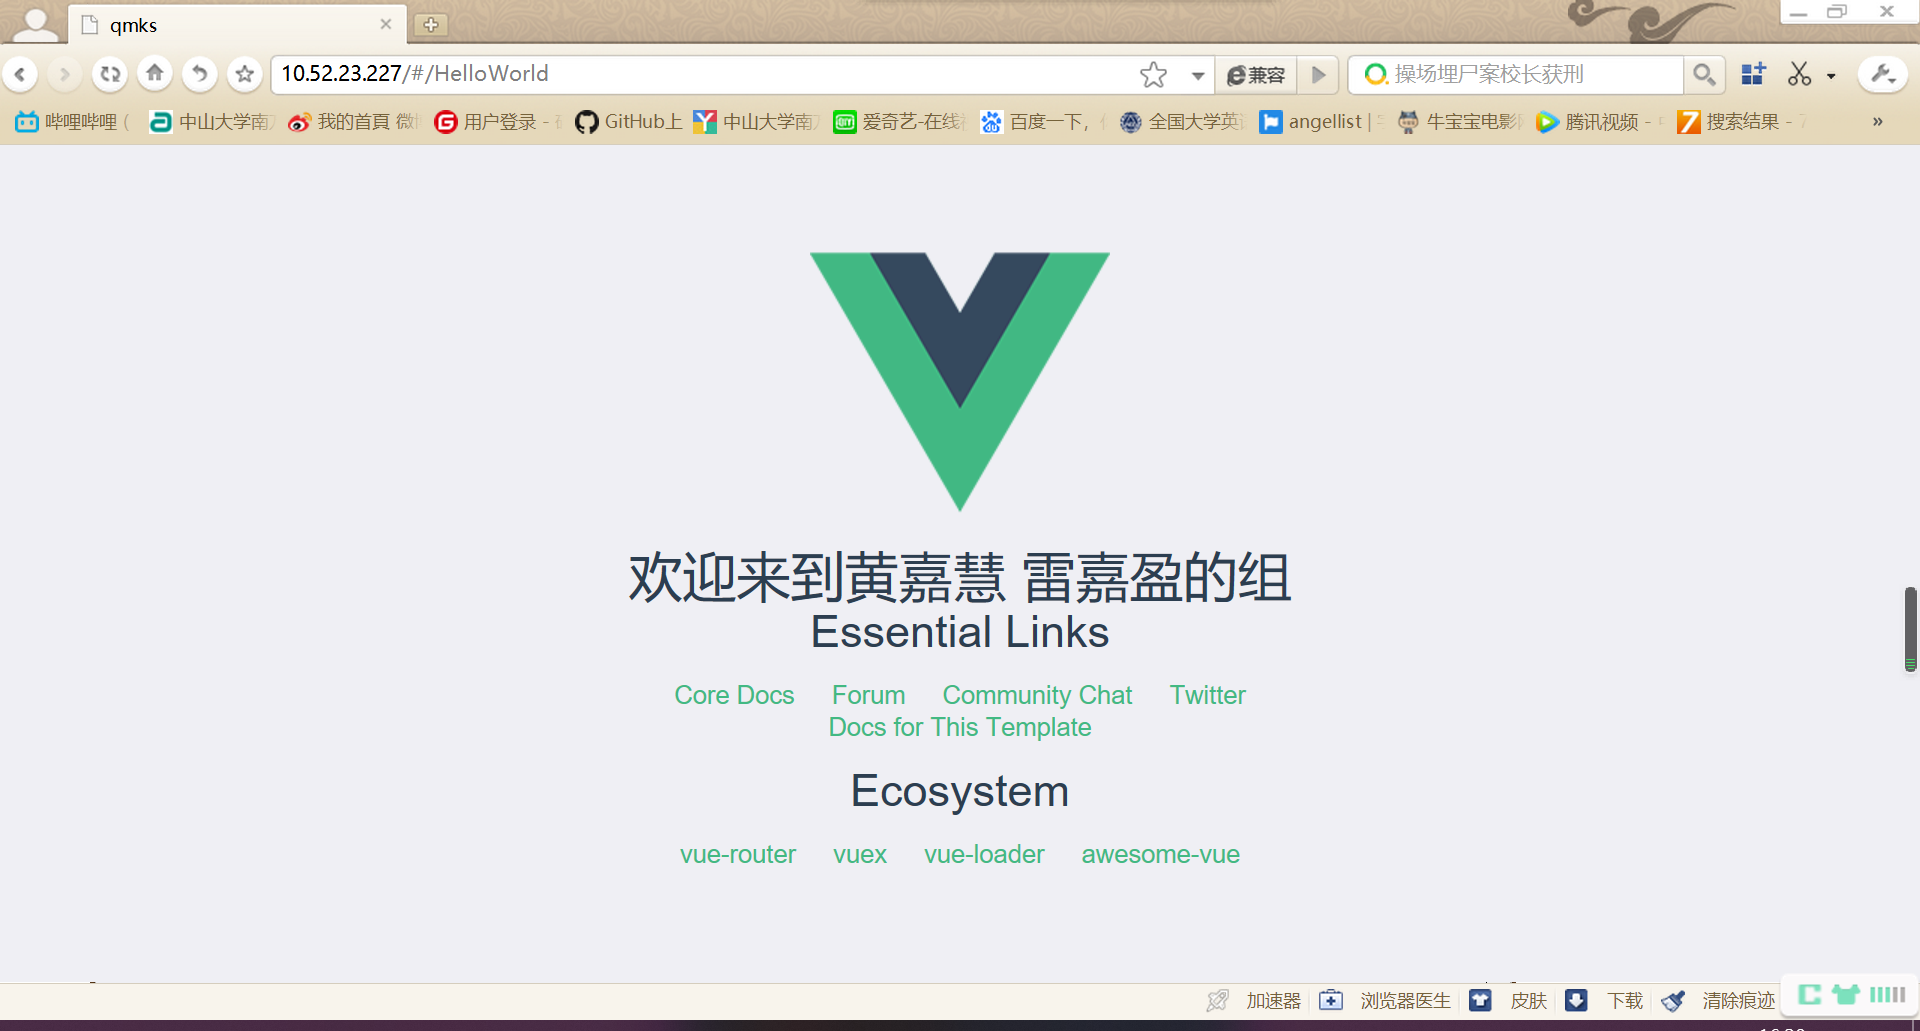 qmks
10.52.23.227/#/HelloWorld
兼容
操场埋尸案校长获刑
哔哩哔哩 (
中山大学南
我的首頁 微
用户登录 -
GitHub上
中山大学南
爱奇艺-在线
百度一下，
全国大学英
angellist |
牛宝宝电影
腾讯视频 -
搜索结果 -
»
欢迎来到黄嘉慧 雷嘉盈的组
Essential Links
Core Docs Forum Community Chat Twitter
Docs for This Template
Ecosystem
vue-router vuex vue-loader awesome-vue
加速器 浏览器医生 皮肤 下载 清除痕迹